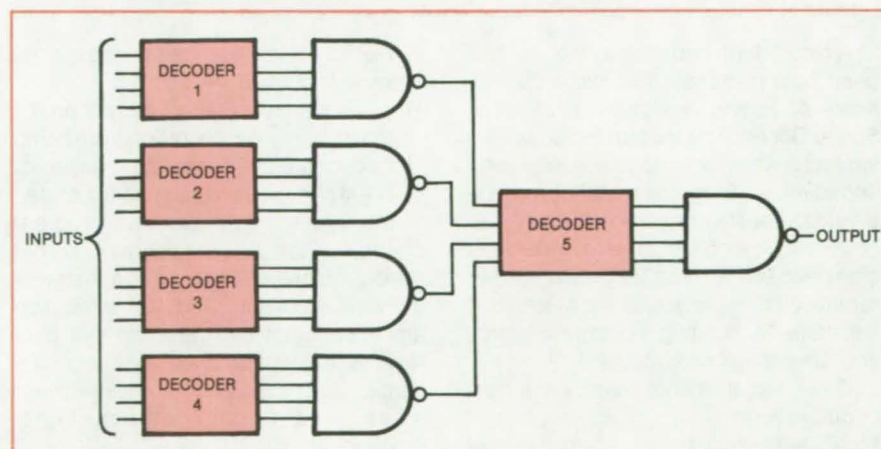 DECODER
1
DECODER
2
INPUTS
DECODER
3
DECODER
4
DECODER
5
OUTPUT